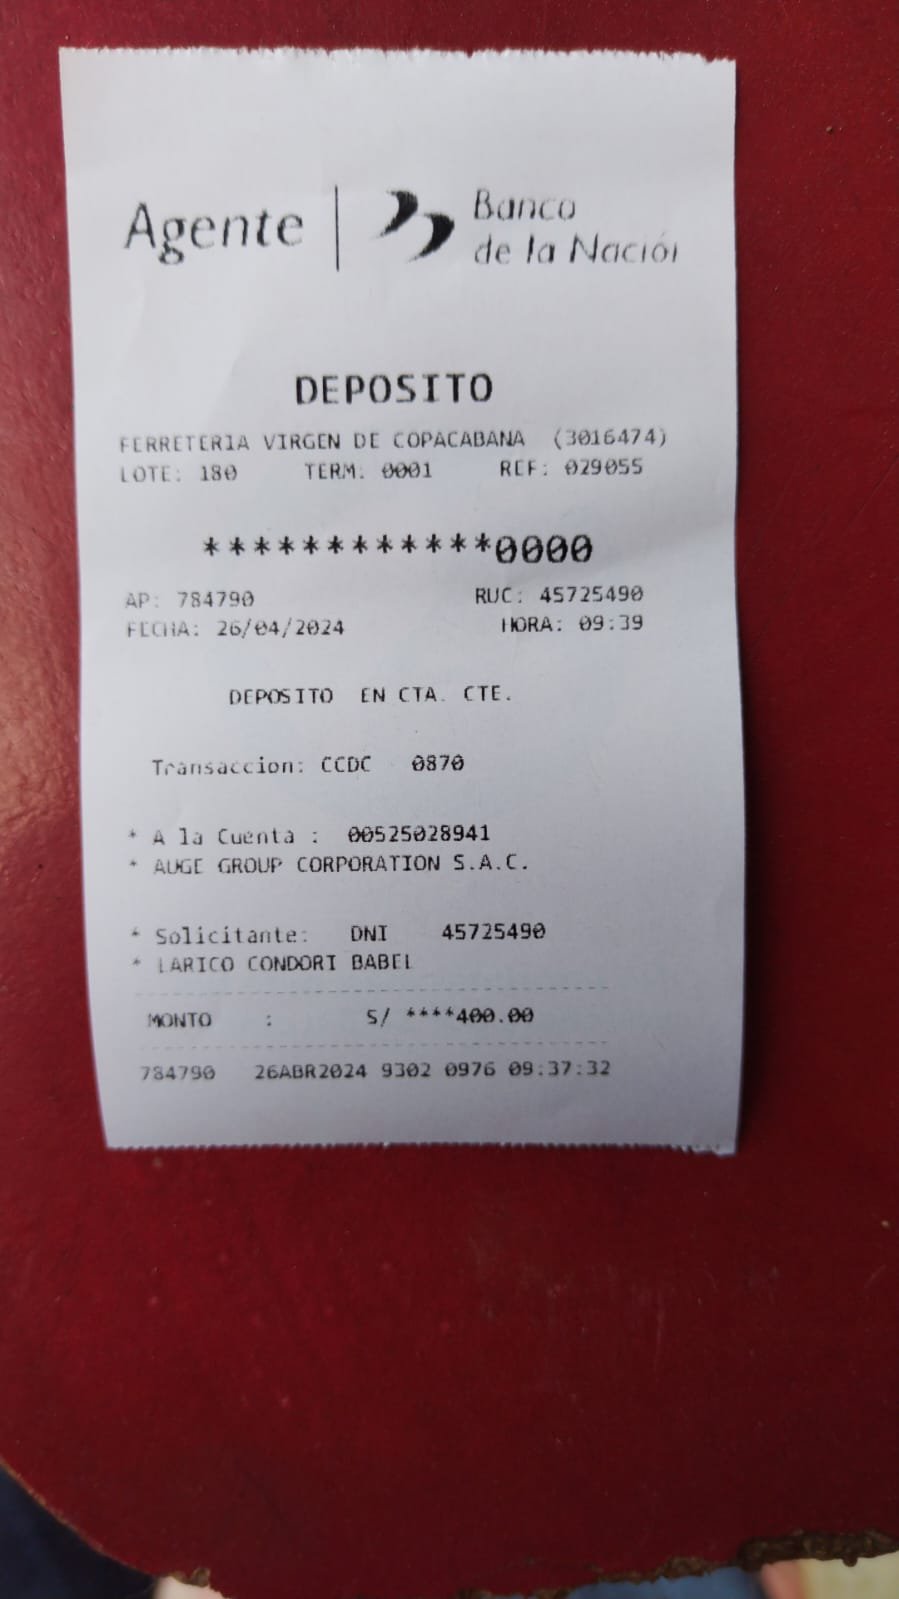 Agente | Banco
de la Nación
DEPOSITO
FERRETERIA VIRGEN DE COPACABANA (3016474)
LOTE: 180 TERM. 0001 REF: 029055
************0000
AP: 784790 RUC: 45725490
FECHA: 26/04/2024 HORA: 09:39
DEPOSITO EN CTA. CTE.
Transaccion: CCDC 0870
* A la Cuenta : 00525028941
* AUGE GROUP CORPORATION S.A.C.
* Solicitante: DNI 45725490
* LARICO CONDORI BABEL
MONTO : S/ ****400.00
784790 26ABR2024 9302 0976 09:37:32